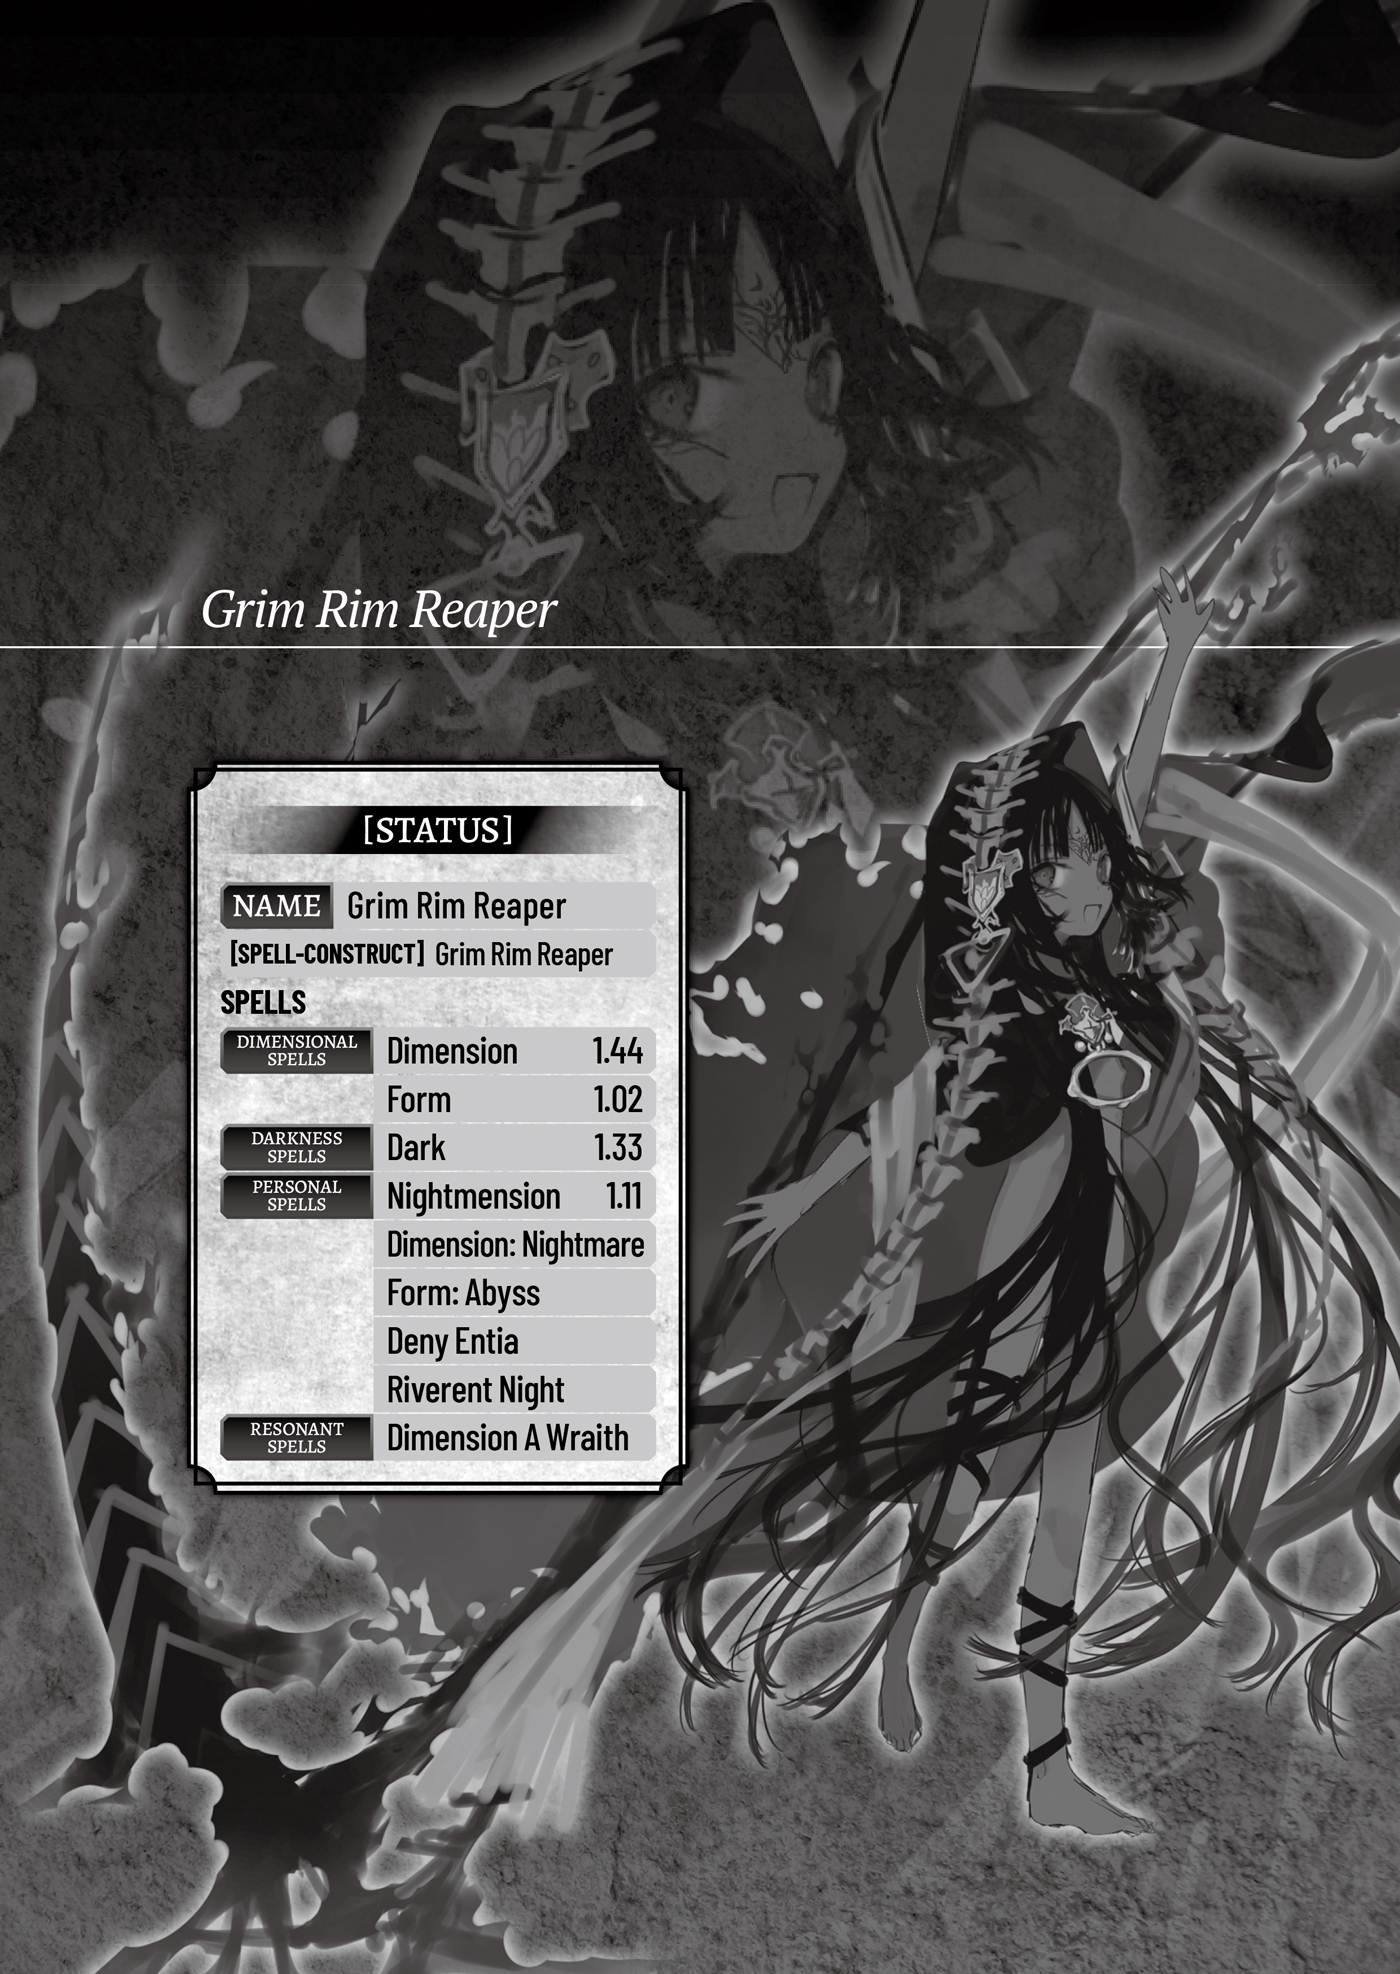 Grim Rim Reaper
[STATUS]
NAME Grim Rim Reaper
[SPELL-CONSTRUCT] Grim Rim Reaper
SPELLS
DIMENSIONAL SPELLS Dimension 1.44
Form 1.02
DARKNESS SPELLS Dark 1.33
PERSONAL SPELLS Nightmension 1.11
Dimension: Nightmare
Form: Abyss
Deny Entia
Riverent Night
RESONANT SPELLS Dimension A Wraith